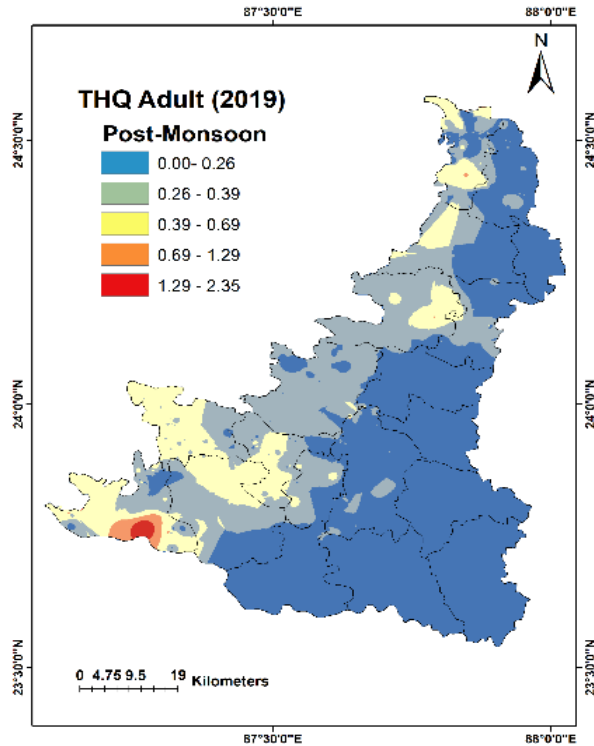 87°30'0"E 88°0'0"E
N
THQ Adult (2019)
Post-Monsoon
0.00- 0.26
0.26 - 0.39
0.39 - 0.69
0.69 - 1.29
1.29 - 2.35
24°30'0"N 24°30'0"N
24°0'0"N 24°0'0"N
23°30'0"N 23°30'0"N
0 4.75 9.5 19 Kilometers
87°30'0"E 88°0'0"E